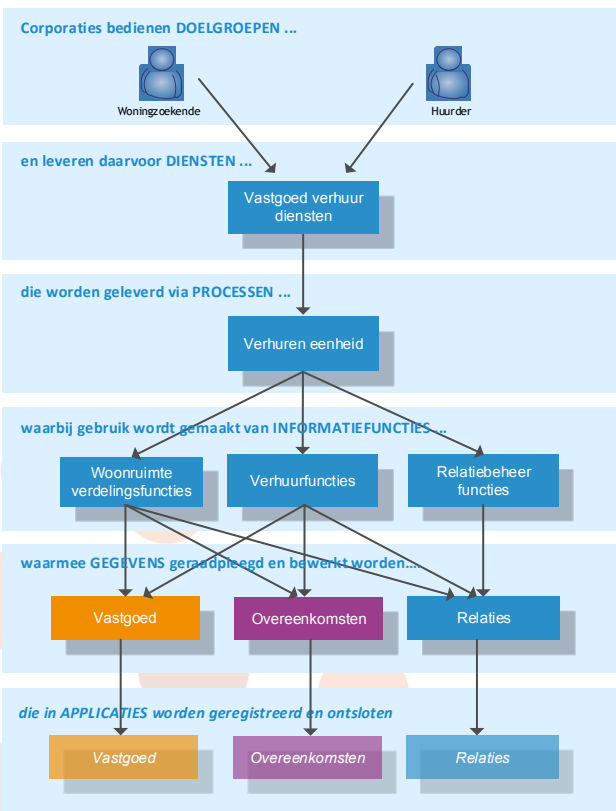 Corporaties bedienen DOELGROEPEN ...
Woningzoekende
Huurder
en leveren daarvoor DIENSTEN ...
Vastgoed verhuur
diensten
die worden geleverd via PROCESSEN ...
Verhuren eenheid
waarbij gebruik wordt gemaakt van INFORMATIEFUNCTIES ...
Woonruimte
verdelingsfuncties
Verhuurfuncties
Relatiebeheer
functies
waarmee GEGEVENS geraadpleegd en bewerkt worden....
Vastgoed
Overeenkomsten
Relaties
die in APPLICATIES worden geregistreerd en ontsloten
Vastgoed
Overeenkomsten
Relaties